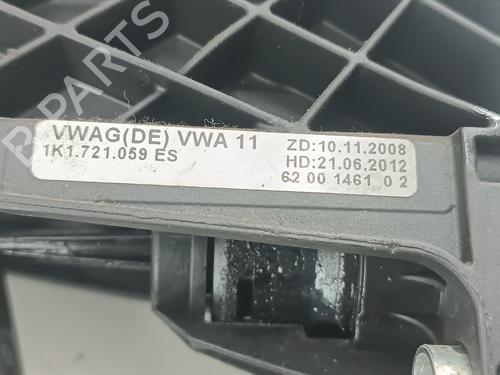 B PARTS
VWAG(DE) VWA 11 ZD:10.11.2008
1K1.721.059 ES HD:21.06.2012
62 00 1461 0 2